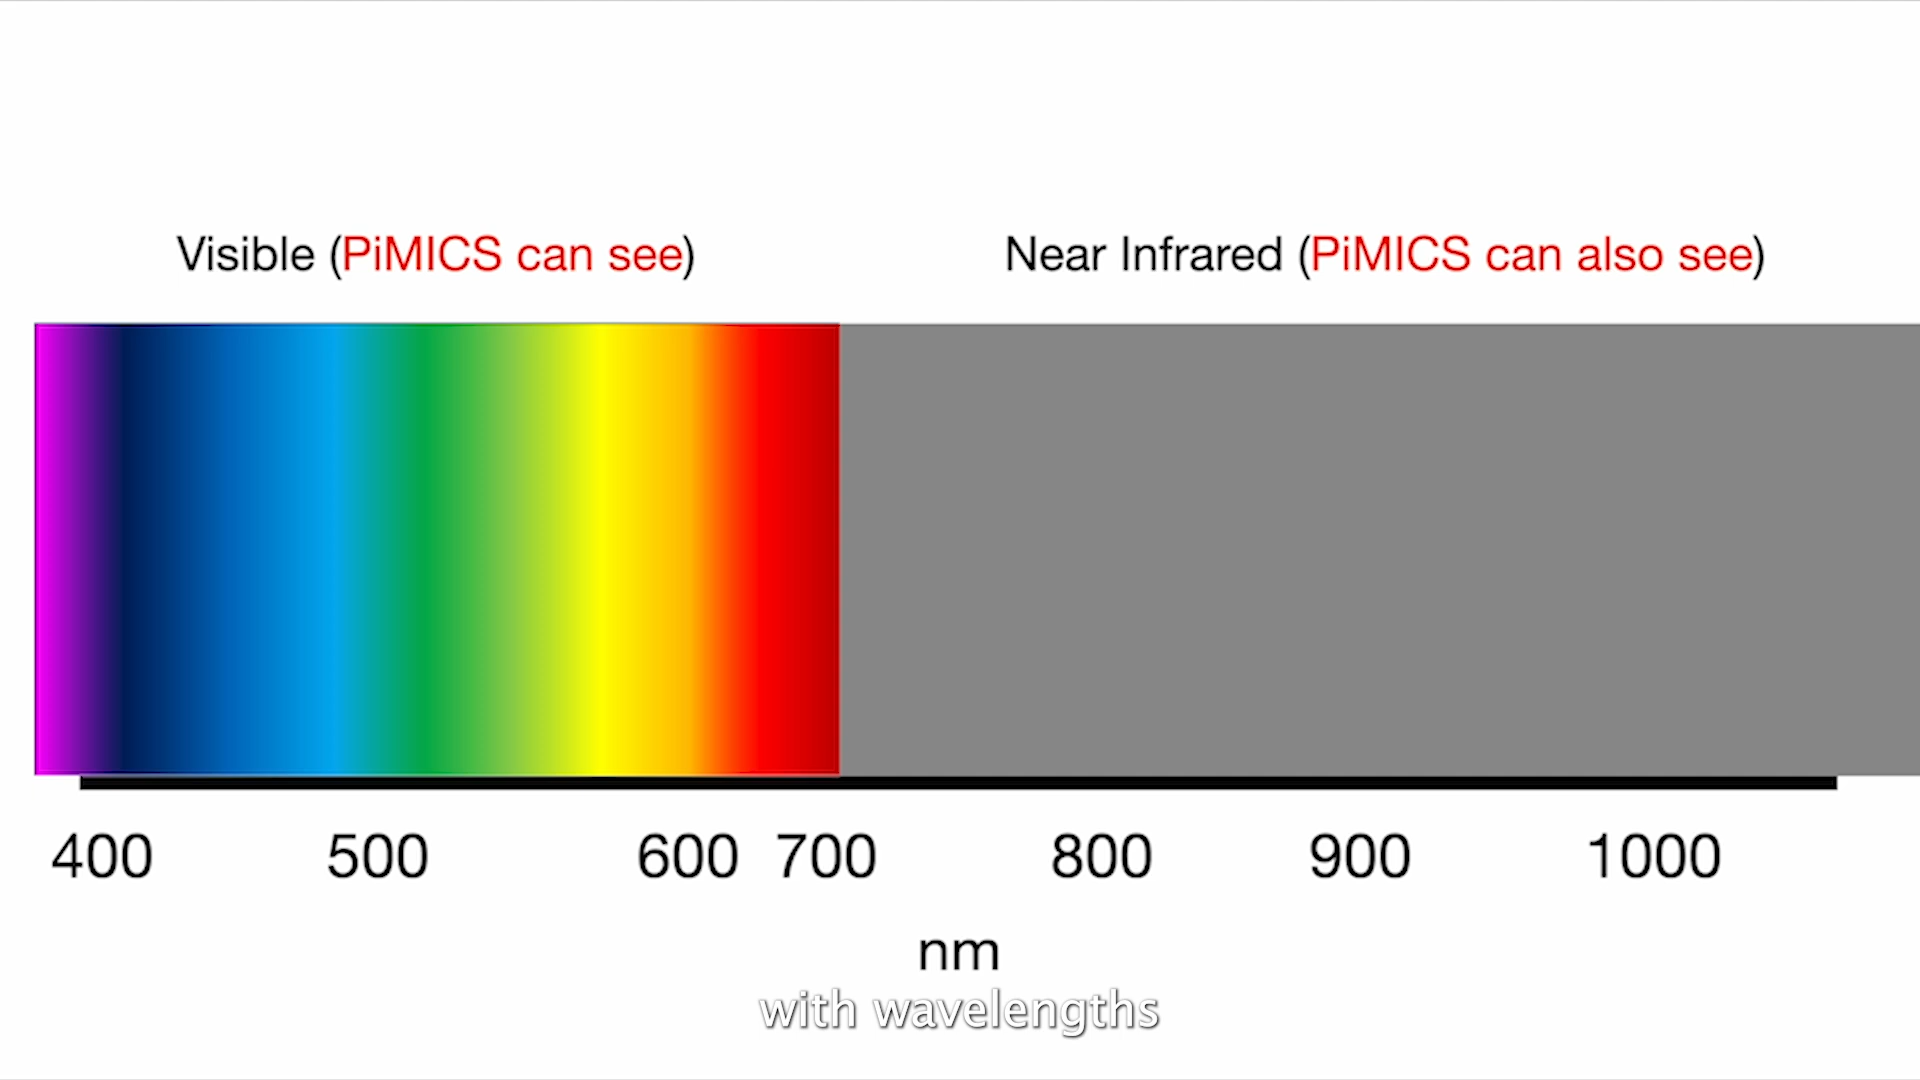 Visible (PiMICS can see)
Near Infrared (PiMICS can also see)
400 500 600 700 800 900 1000
nm
with wavelengths